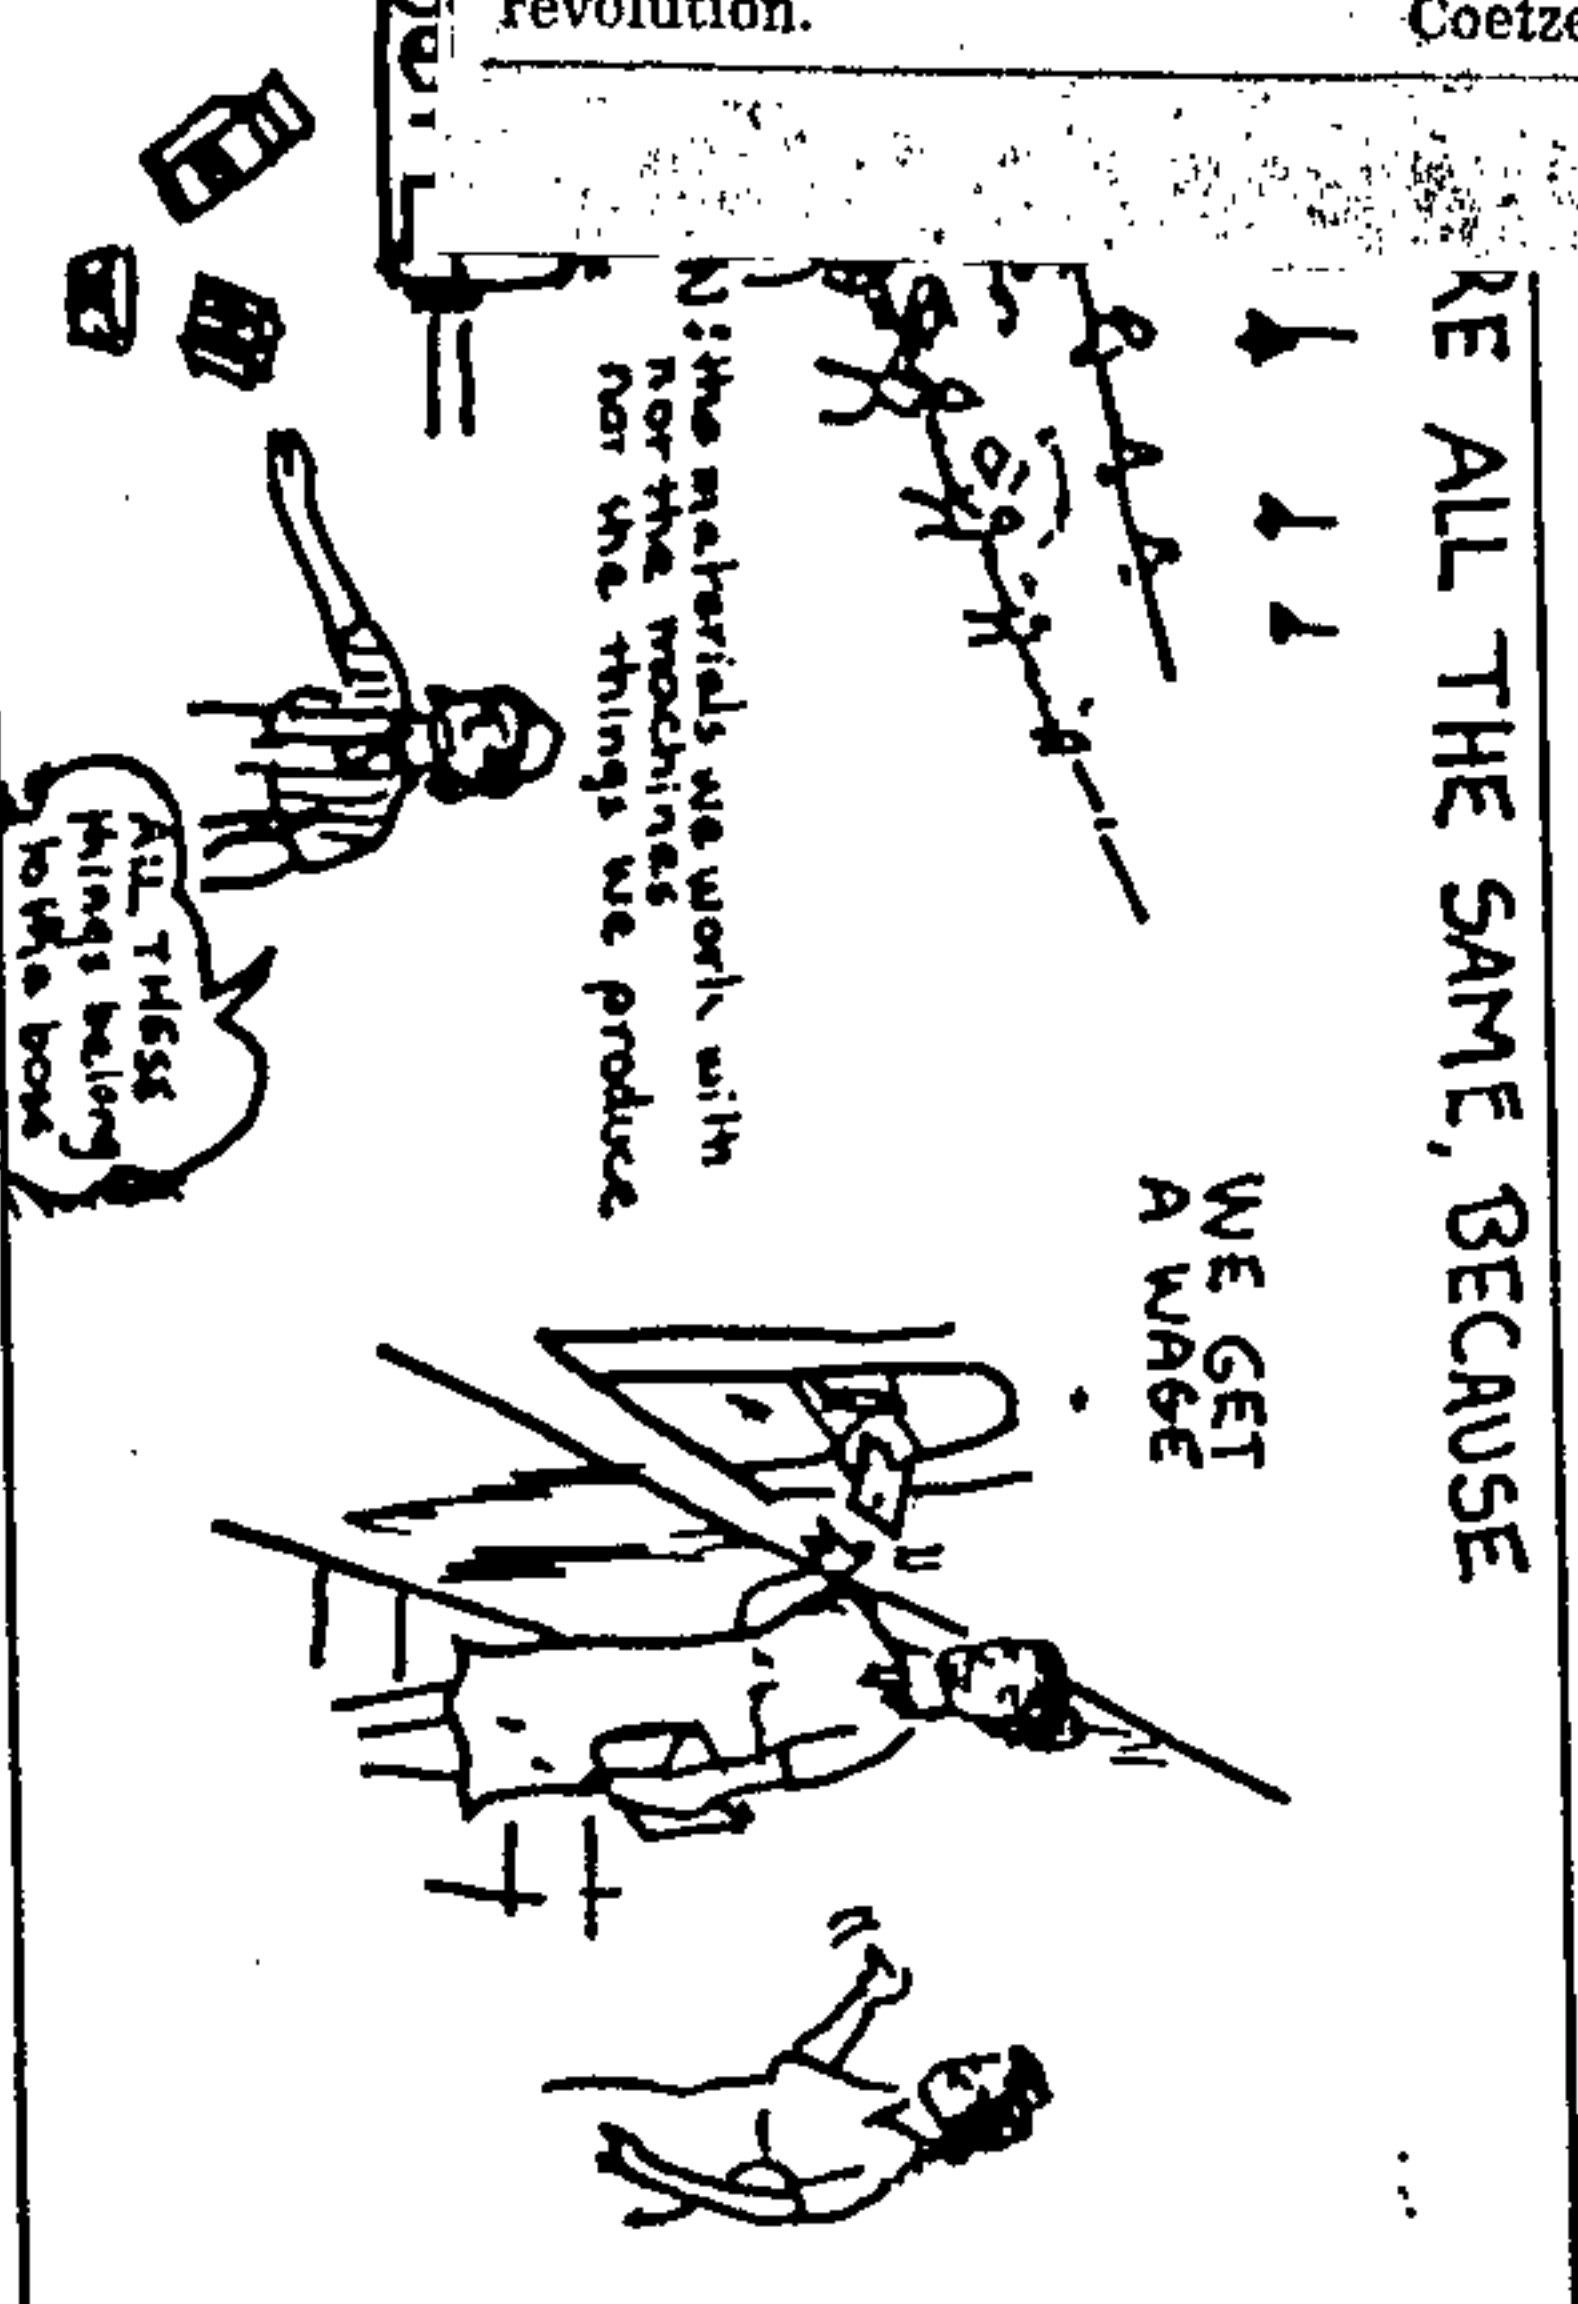 revolution.
Coetze
RE ALL THE SAME, BECAUSE
WE GET
A WAGE
N: the materials we work with
nor the machines
nor the things we produce
ALL THESE
things belong
to the boss